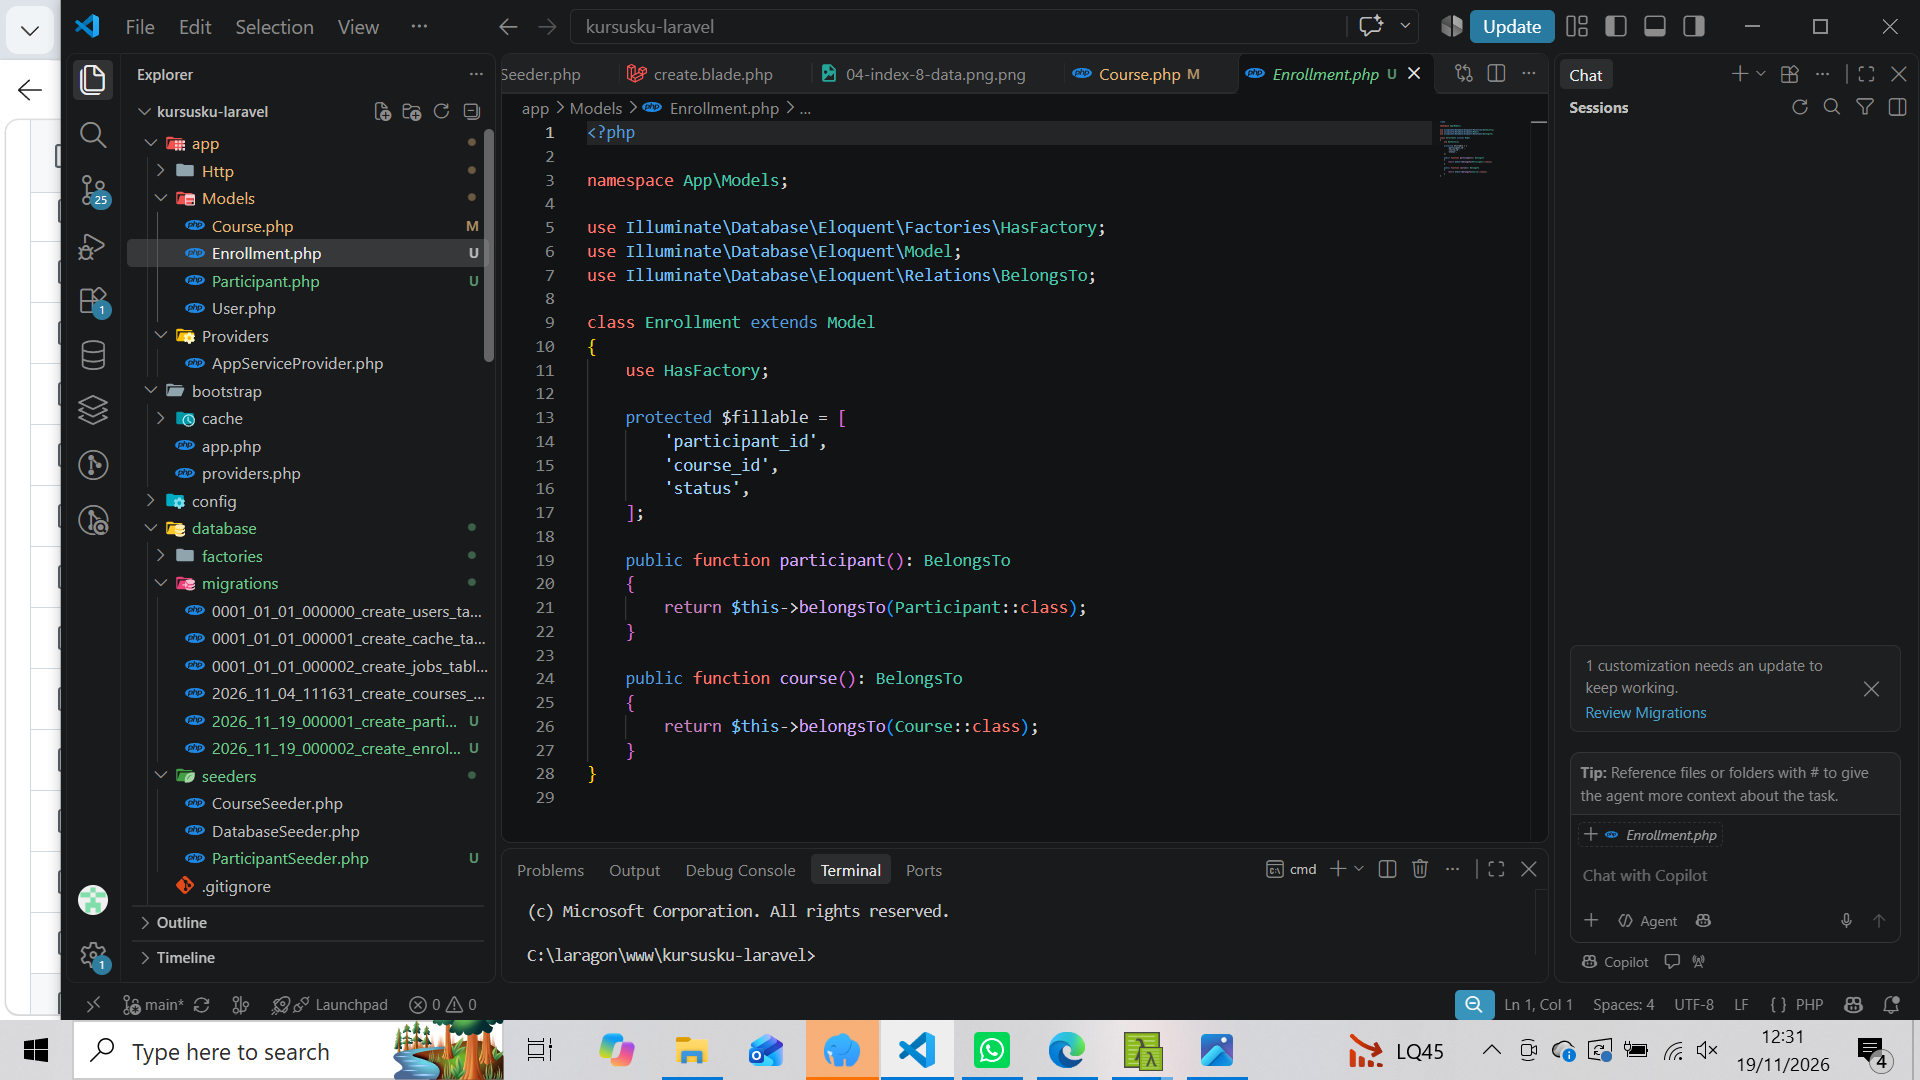 File Edit Selection View ···
kursusku-laravel
Update
Explorer
kursusku-laravel
app
Http
Models
Course.php M
Enrollment.php U
Participant.php U
User.php
Providers
AppServiceProvider.php
bootstrap
cache
app.php
providers.php
config
database
factories
migrations
0001_01_01_000000_create_users_ta...
0001_01_01_000001_create_cache_ta...
0001_01_01_000002_create_jobs_tabl...
2026_11_04_111631_create_courses_...
2026_11_19_000001_create_parti... U
2026_11_19_000002_create_enrol... U
seeders
CourseSeeder.php
DatabaseSeeder.php
ParticipantSeeder.php U
.gitignore
Outline
Timeline
25
1
1
Seeder.php create.blade.php 04-index-8-data.png.png Course.php M Enrollment.php U
app > Models > Enrollment.php > ...
1 <?php
2
3 namespace App\Models;
4
5 use Illuminate\Database\Eloquent\Factories\HasFactory;
6 use Illuminate\Database\Eloquent\Model;
7 use Illuminate\Database\Eloquent\Relations\BelongsTo;
8
9 class Enrollment extends Model
10 {
11 use HasFactory;
12
13 protected $fillable = [
14 'participant_id',
15 'course_id',
16 'status',
17 ];
18
19 public function participant(): BelongsTo
20 {
21 return $this->belongsTo(Participant::class);
22 }
23
24 public function course(): BelongsTo
25 {
26 return $this->belongsTo(Course::class);
27 }
28 }
29
Problems Output Debug Console Terminal Ports
cmd
(c) Microsoft Corporation. All rights reserved.
C:\laragon\www\kursusku-laravel>
Chat
Sessions
1 customization needs an update to
keep working.
Review Migrations
Tip: Reference files or folders with # to give
the agent more context about the task.
Enrollment.php
Chat with Copilot
Agent
Copilot
main* Launchpad 0 0
Ln 1, Col 1 Spaces: 4 UTF-8 LF { } PHP
Type here to search
LQ45
12:31
19/11/2026
4